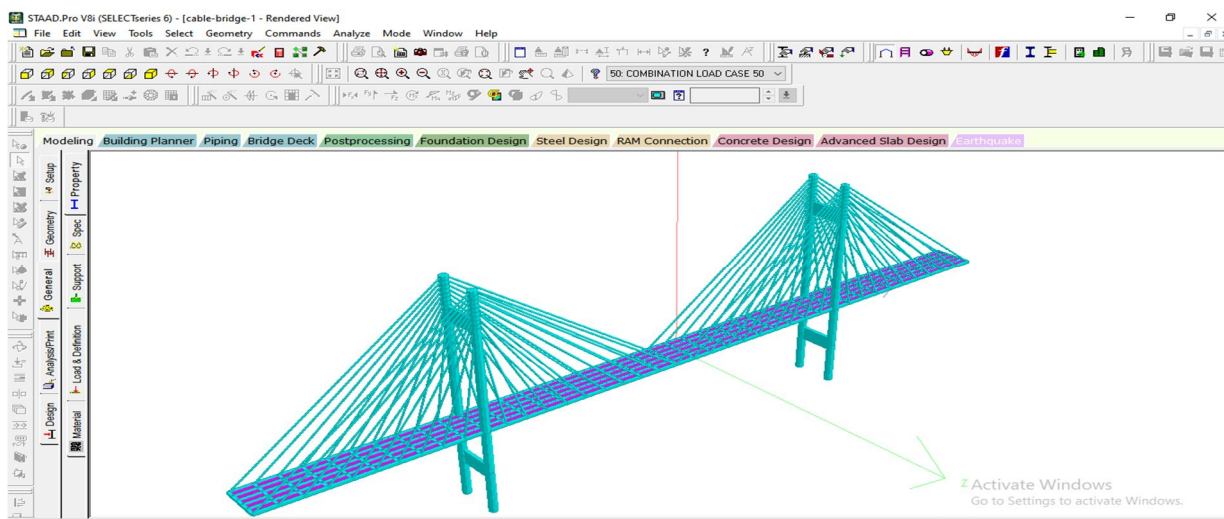 STAAD.Pro V8i (SELECTseries 6) - [cable-bridge-1 - Rendered View]
File Edit View Tools Select Geometry Commands Analyze Mode Window Help
50: COMBINATION LOAD CASE 50
Modeling Building Planner Piping Bridge Deck Postprocessing Foundation Design Steel Design RAM Connection Concrete Design Advanced Slab Design Earthquake
Setup
Geometry
General
Analysis/Print
Design
Property
Spec
Support
Load & Definition
Material
Z
Activate Windows
Go to Settings to activate Windows.